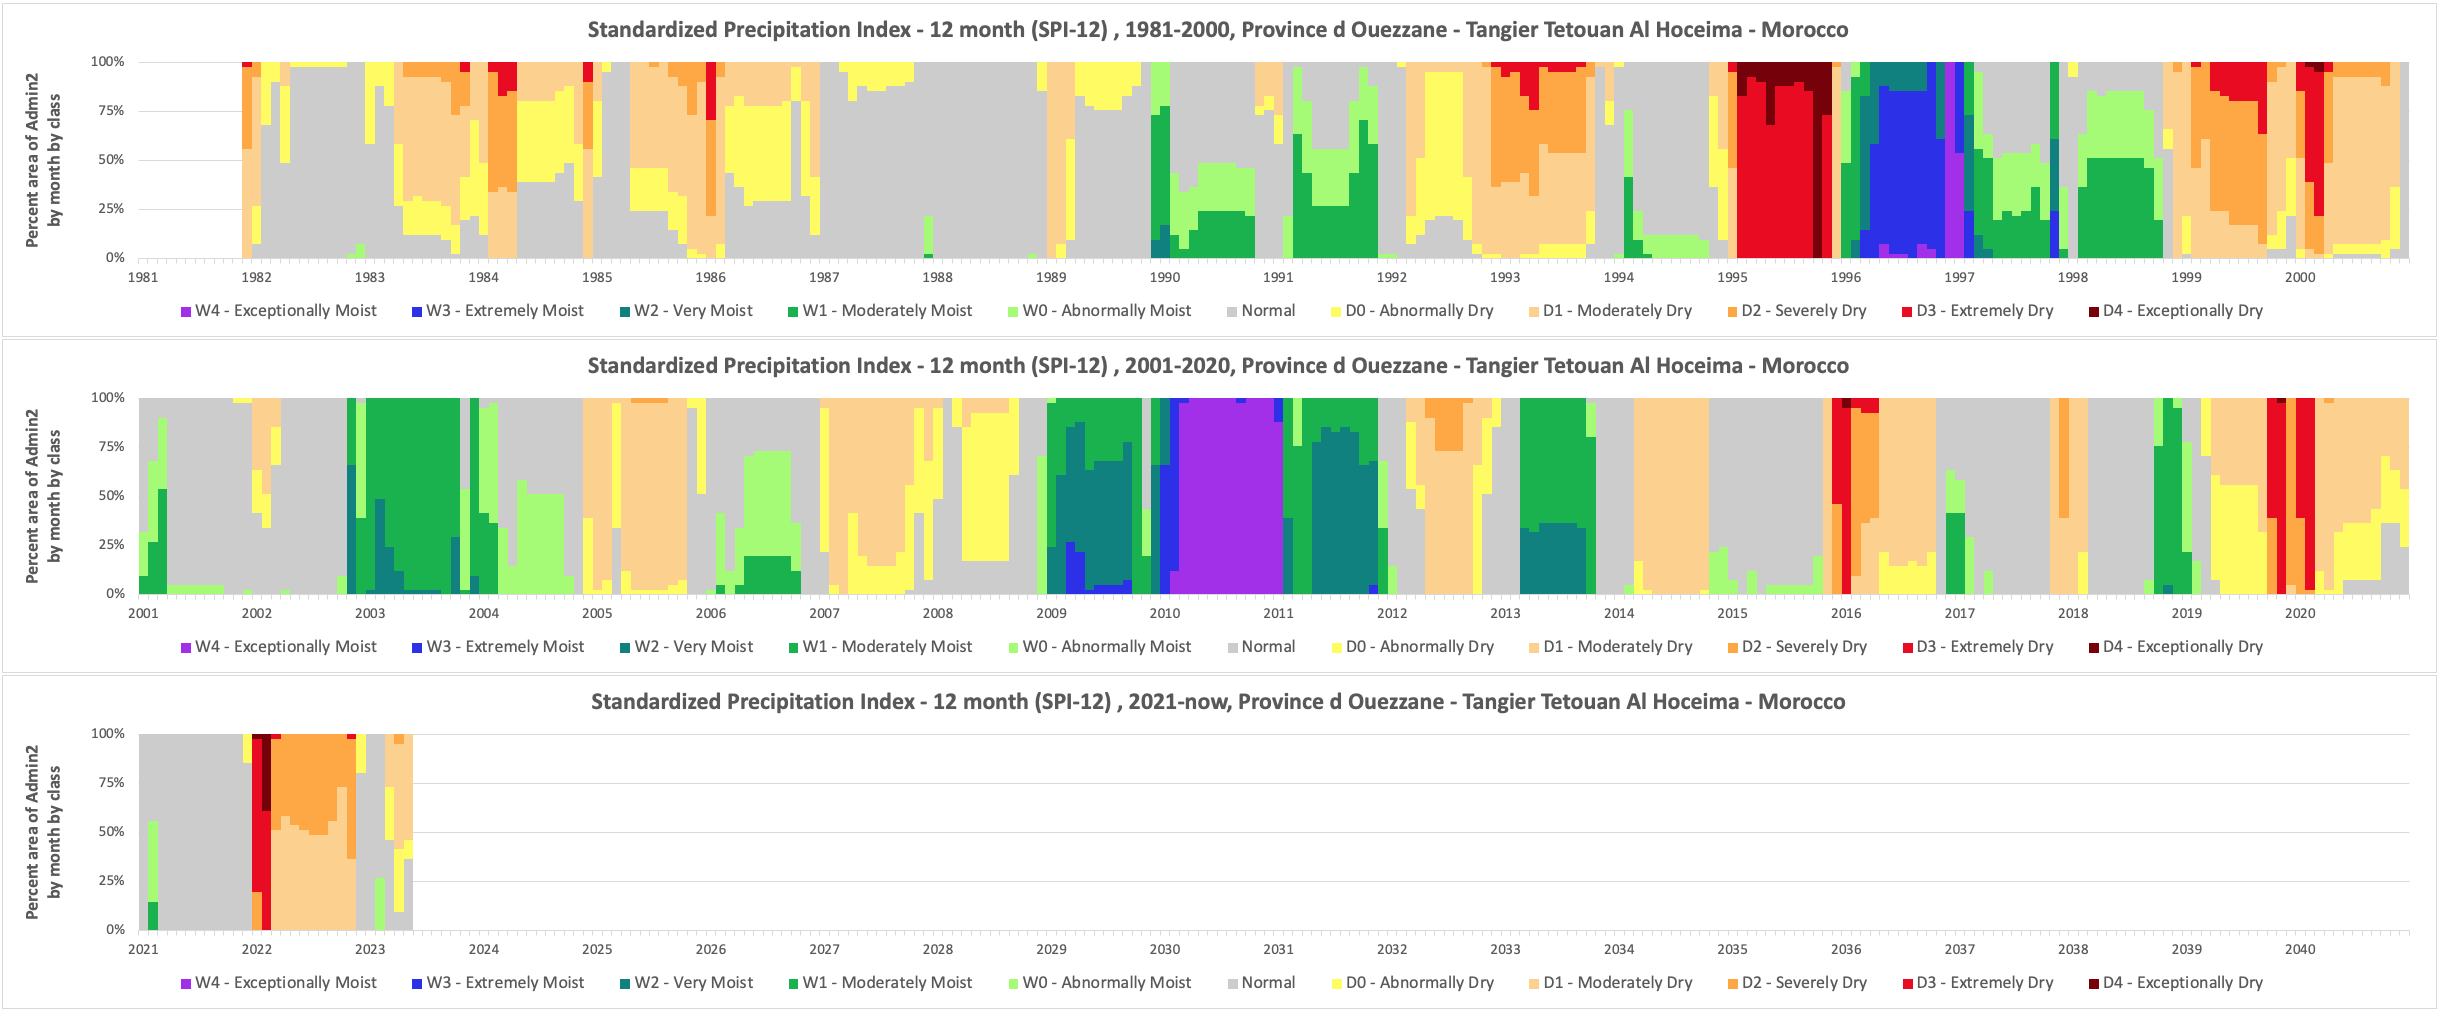 Standardized Precipitation Index - 12 month (SPI-12) , 1981-2000, Province d Ouezzane - Tangier Tetouan Al Hoceima - Morocco
Percent area of Admin2
by month by class
100%
75%
50%
25%
0%
1981 1982 1983 1984 1985 1986 1987 1988 1989 1990 1991 1992 1993 1994 1995 1996 1997 1998 1999 2000
W4 - Exceptionally Moist W3 - Extremely Moist W2 - Very Moist W1 - Moderately Moist W0 - Abnormally Moist Normal D0 - Abnormally Dry D1 - Moderately Dry D2 - Severely Dry D3 - Extremely Dry D4 - Exceptionally Dry
Standardized Precipitation Index - 12 month (SPI-12) , 2001-2020, Province d Ouezzane - Tangier Tetouan Al Hoceima - Morocco
Percent area of Admin2
by month by class
100%
75%
50%
25%
0%
2001 2002 2003 2004 2005 2006 2007 2008 2009 2010 2011 2012 2013 2014 2015 2016 2017 2018 2019 2020
W4 - Exceptionally Moist W3 - Extremely Moist W2 - Very Moist W1 - Moderately Moist W0 - Abnormally Moist Normal D0 - Abnormally Dry D1 - Moderately Dry D2 - Severely Dry D3 - Extremely Dry D4 - Exceptionally Dry
Standardized Precipitation Index - 12 month (SPI-12) , 2021-now, Province d Ouezzane - Tangier Tetouan Al Hoceima - Morocco
Percent area of Admin2
by month by class
100%
75%
50%
25%
0%
2021 2022 2023 2024 2025 2026 2027 2028 2029 2030 2031 2032 2033 2034 2035 2036 2037 2038 2039 2040
W4 - Exceptionally Moist W3 - Extremely Moist W2 - Very Moist W1 - Moderately Moist W0 - Abnormally Moist Normal D0 - Abnormally Dry D1 - Moderately Dry D2 - Severely Dry D3 - Extremely Dry D4 - Exceptionally Dry